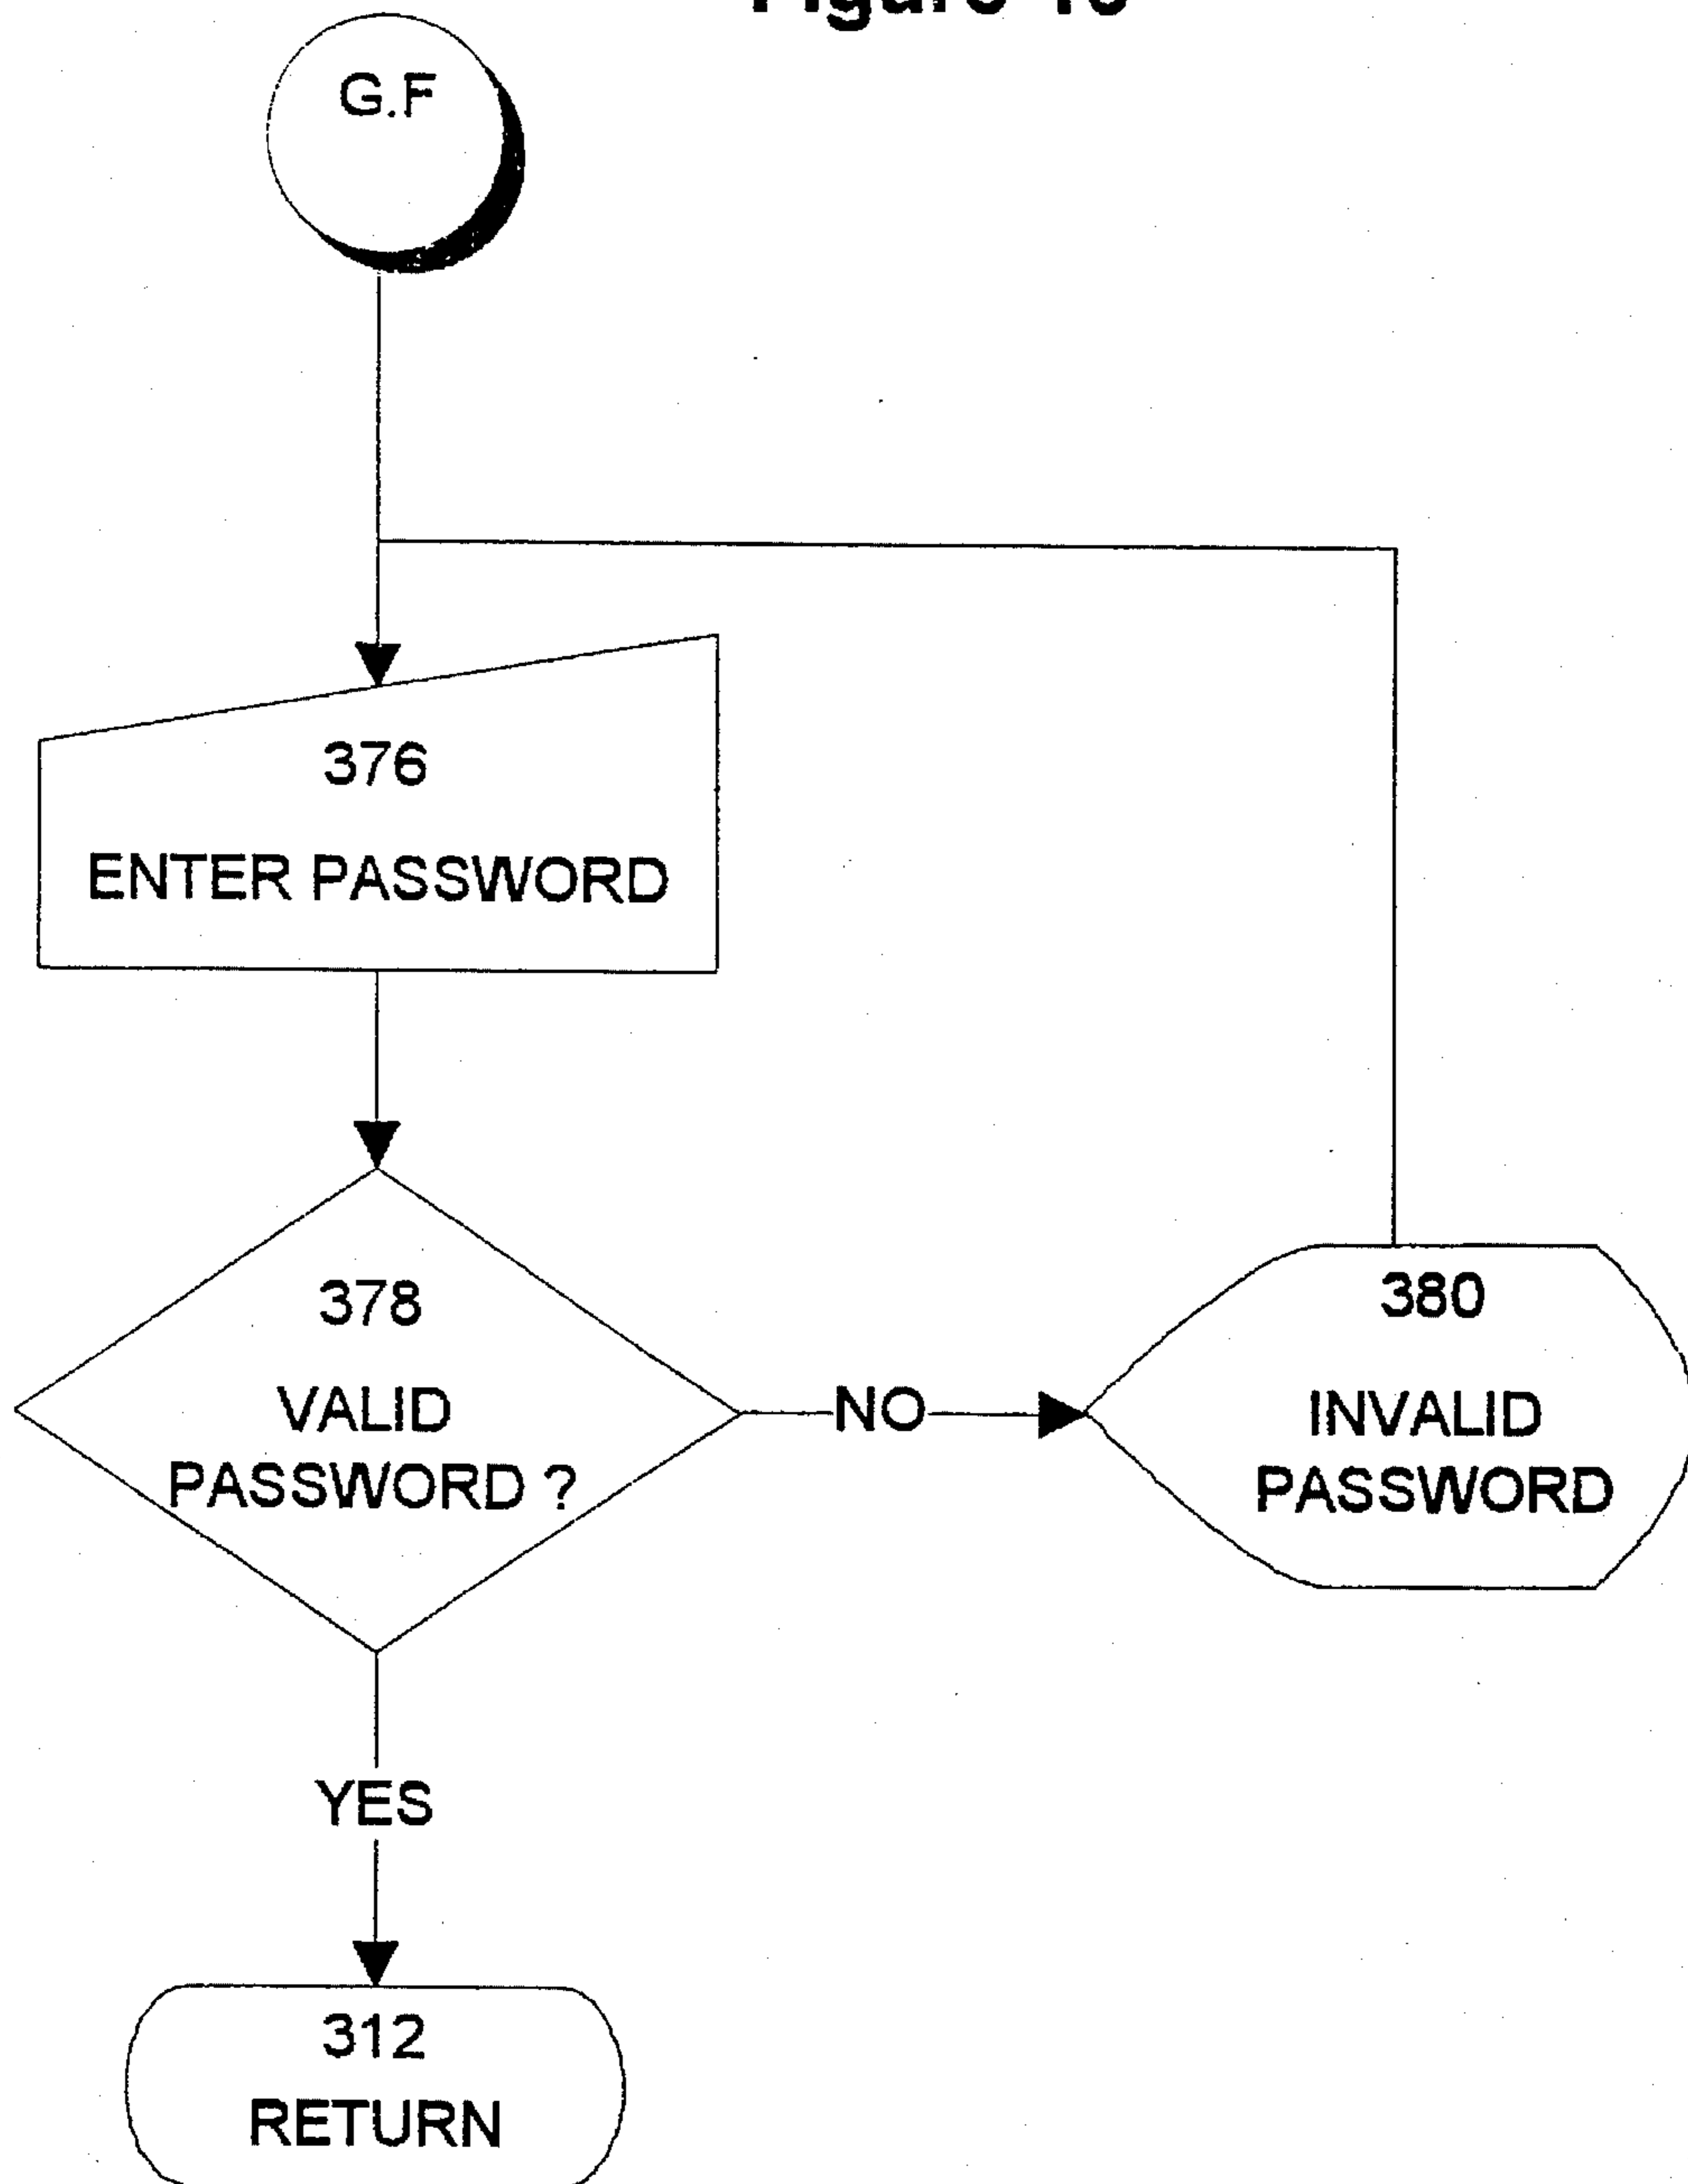 G.F
376
ENTER PASSWORD
378
VALID
PASSWORD ?
NO
380
INVALID
PASSWORD
YES
312
RETURN